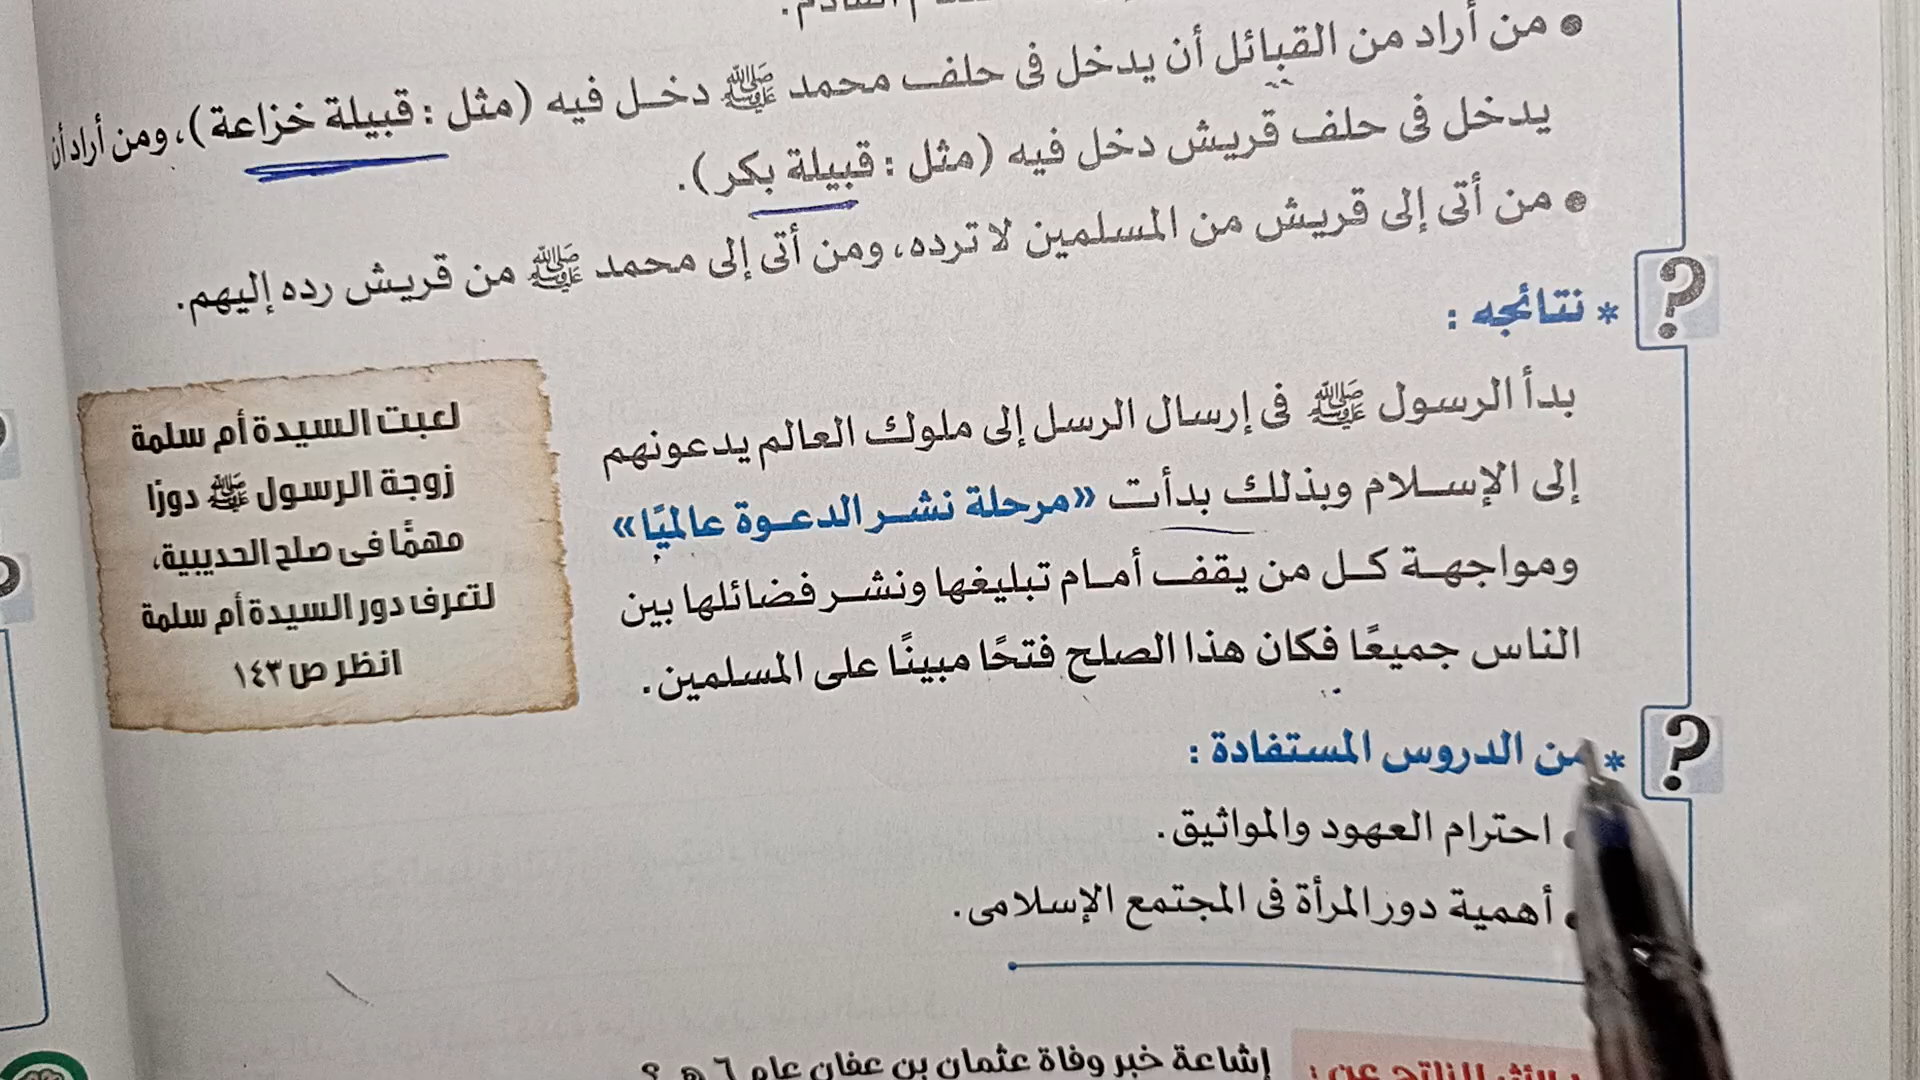 • من أراد من القبائل أن يدخل فى حلف محمد ﷺ دخل فيه (مثل : قبيلة خزاعة)، ومن أراد أن
يدخل فى حلف قريش دخل فيه (مثل : قبيلة بكر).
• من أتى إلى قريش من المسلمين لا ترده، ومن أتى إلى محمد ﷺ من قريش رده إليهم.
* نتائجه :
بدأ الرسول ﷺ فى إرسال الرسل إلى ملوك العالم يدعونهم
إلى الإسلام وبذلك بدأت «مرحلة نشر الدعوة عالميًا»
ومواجهة كل من يقف أمام تبليغها ونشر فضائلها بين
الناس جميعًا فكان هذا الصلح فتحًا مبينًا على المسلمين.
لعبت السيدة أم سلمة
زوجة الرسول ﷺ دورًا
مهمًا فى صلح الحديبية،
لتعرف دور السيدة أم سلمة
انظر ص ١٤٣
* من الدروس المستفادة :
• احترام العهود والمواثيق.
• أهمية دور المرأة فى المجتمع الإسلامى.
الناتج عن : إشاعة خبر وفاة عثمان بن عفان عام ٦ هـ ؟